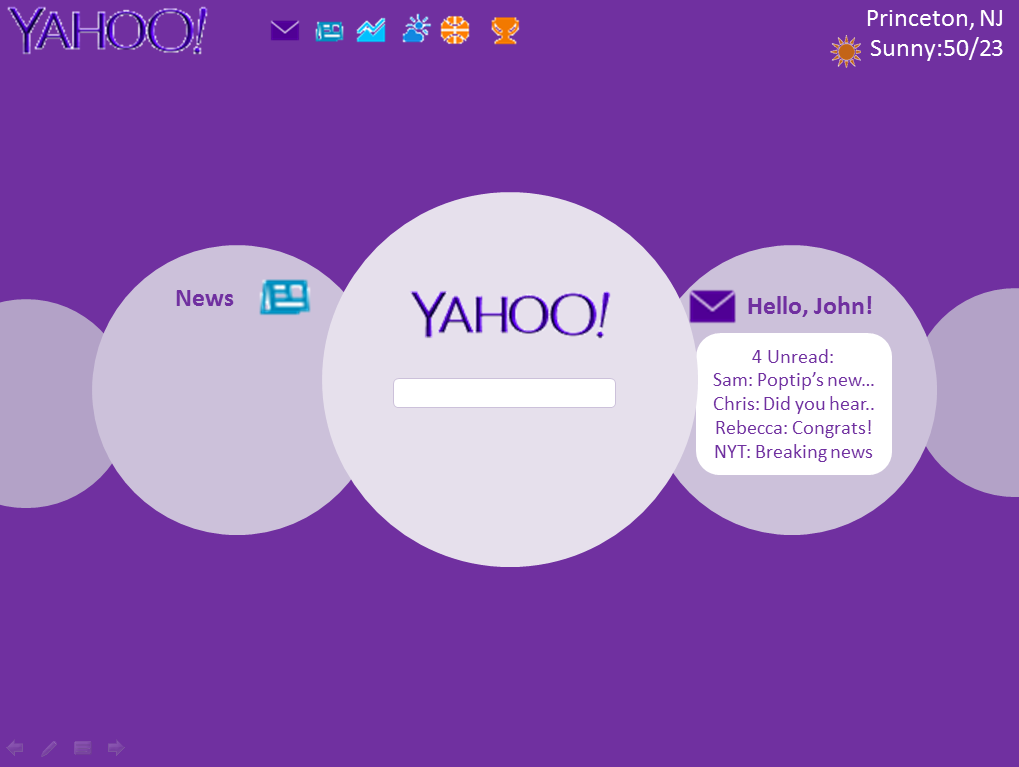 YAHOO!
Princeton, NJ
Sunny:50/23
News
YAHOO!
Hello, John!
4 Unread:
Sam: Poptip’s new…
Chris: Did you hear..
Rebecca: Congrats!
NYT: Breaking news